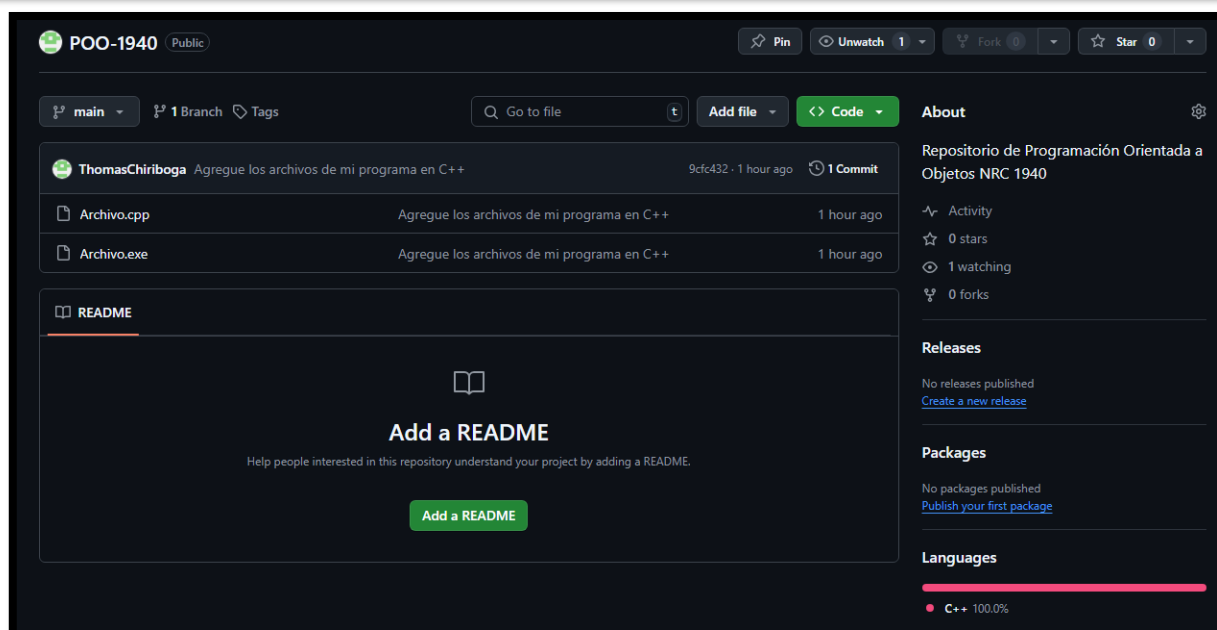 POO-1940 Public
Pin Unwatch 1 Fork 0 Star 0
main 1 Branch Tags Go to file t Add file Code
ThomasChiriboga Agregue los archivos de mi programa en C++ 9cfc432 · 1 hour ago 1 Commit
Archivo.cpp Agregue los archivos de mi programa en C++ 1 hour ago
Archivo.exe Agregue los archivos de mi programa en C++ 1 hour ago
README
Add a README
Help people interested in this repository understand your project by adding a README.
Add a README
About
Repositorio de Programación Orientada a
Objetos NRC 1940
Activity
0 stars
1 watching
0 forks
Releases
No releases published
Create a new release
Packages
No packages published
Publish your first package
Languages
C++ 100.0%